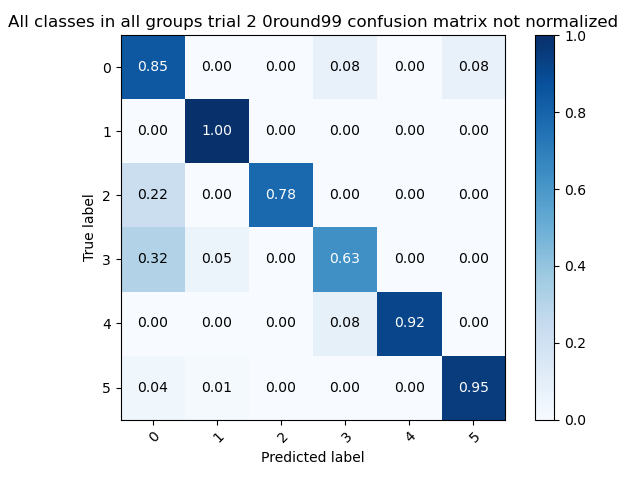 All classes in all groups trial 2 0round99 confusion matrix not normalized
1.0
0 0.85 0.00 0.00 0.08 0.00 0.08
0.8
1 0.00 1.00 0.00 0.00 0.00 0.00
2 0.22 0.00 0.78 0.00 0.00 0.00
0.6
True label
3 0.32 0.05 0.00 0.63 0.00 0.00
0.4
4 0.00 0.00 0.00 0.08 0.92 0.00
0.2
5 0.04 0.01 0.00 0.00 0.00 0.95
0.0
0 1 2 3 4 5
Predicted label